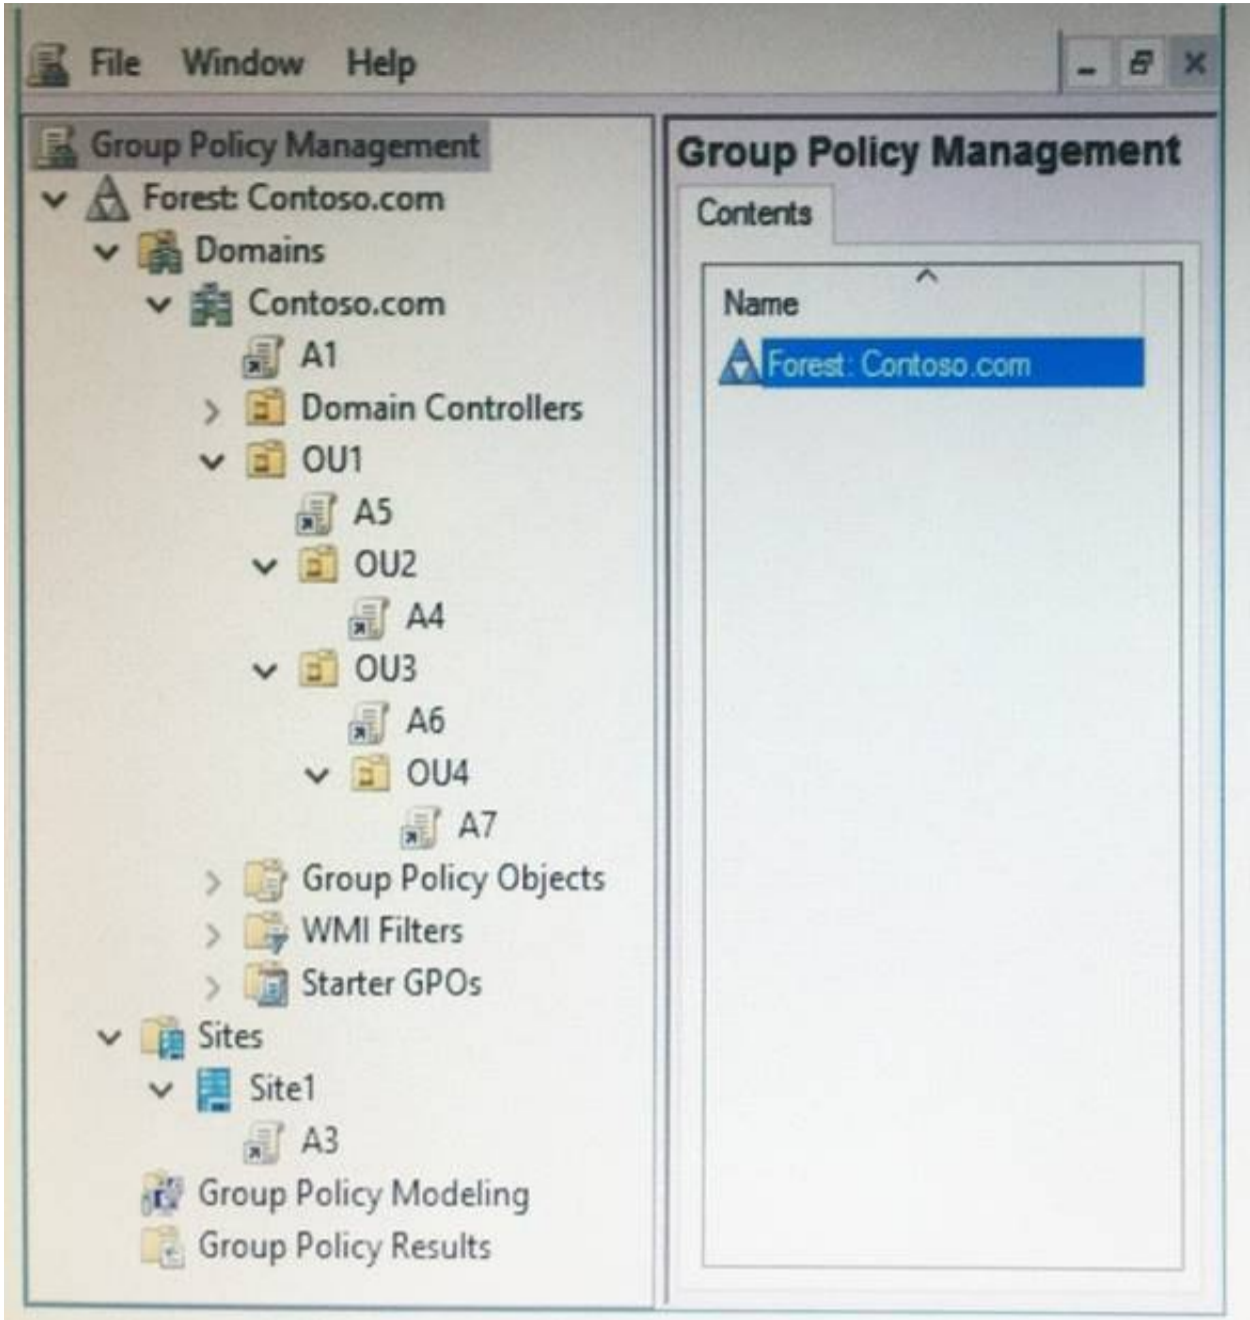 File Window Help
Group Policy Management
Forest: Contoso.com
Domains
Contoso.com
A1
Domain Controllers
OU1
A5
OU2
A4
OU3
A6
OU4
A7
Group Policy Objects
WMI Filters
Starter GPOs
Sites
Site1
A3
Group Policy Modeling
Group Policy Results
Group Policy Management
Contents
Name
Forest: Contoso.com